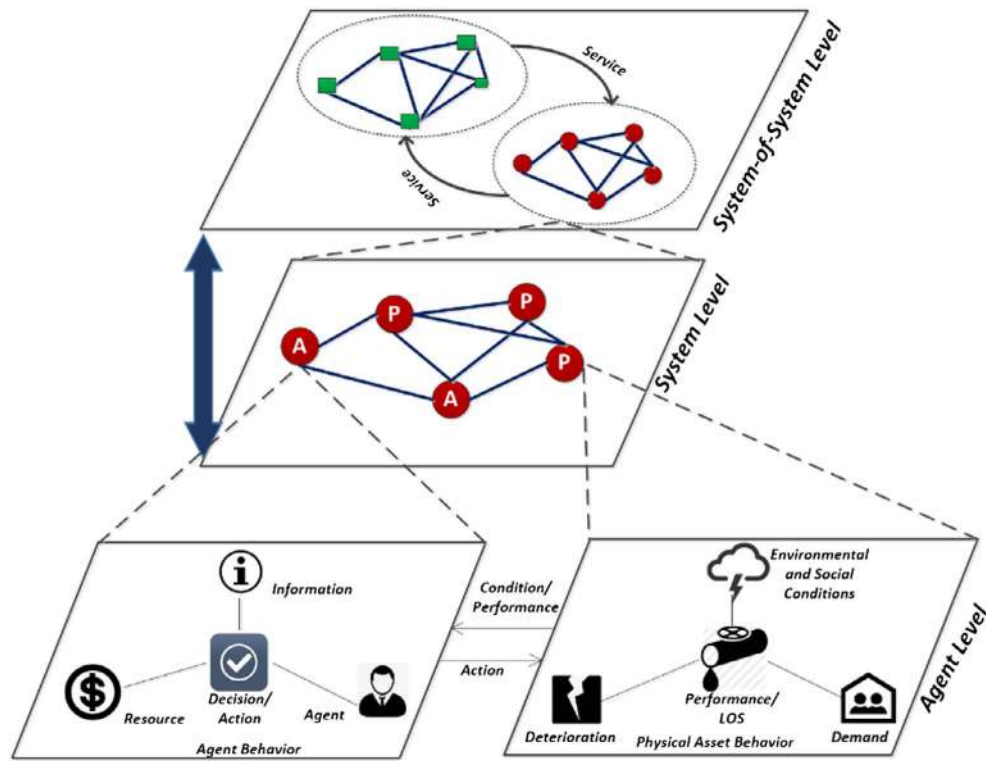 Service
Service
System-of-System Level
P
P
A
P
A
System Level
Information
Resource
Decision/
Action
Agent
Agent Behavior
Condition/
Performance
Action
Environmental
and Social
Conditions
Deterioration
Performance/
LOS
Physical Asset Behavior
Demand
Agent Level